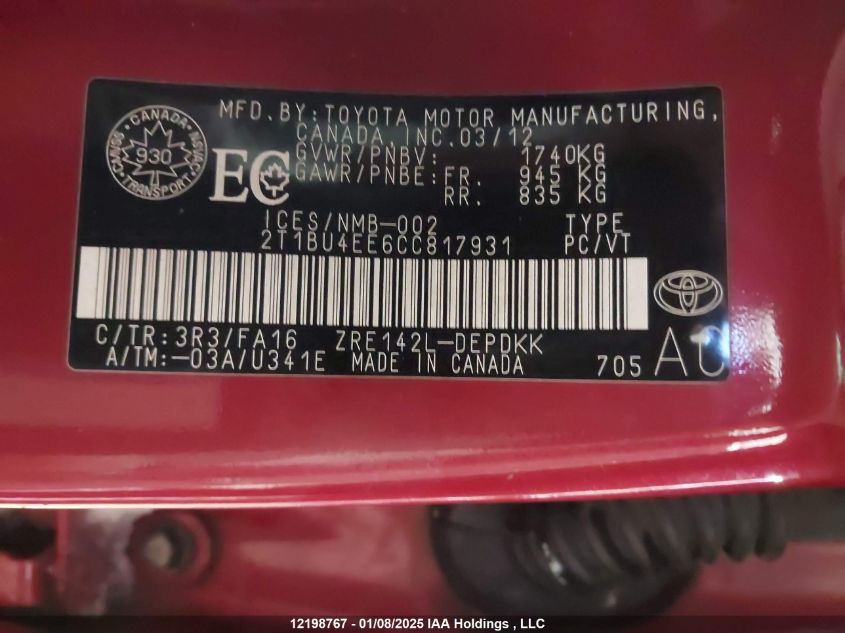 MFD. BY: TOYOTA MOTOR MANUFACTURING,
CANADA INC. 03/12
GVWR/PNBV: 1740KG
GAWR/PNBE: FR. 945 KG
RR. 835 KG
CANADA
930
TRANSPORT
EC
ICES/NMB-002 TYPE
2T1BU4EE6CC817931 PC/VT
C/TR: 3R3/FA16 ZRE142L-DEPDKK
A/TM: -03A/U341E MADE IN CANADA 705
12198767 - 01/08/2025 IAA Holdings , LLC